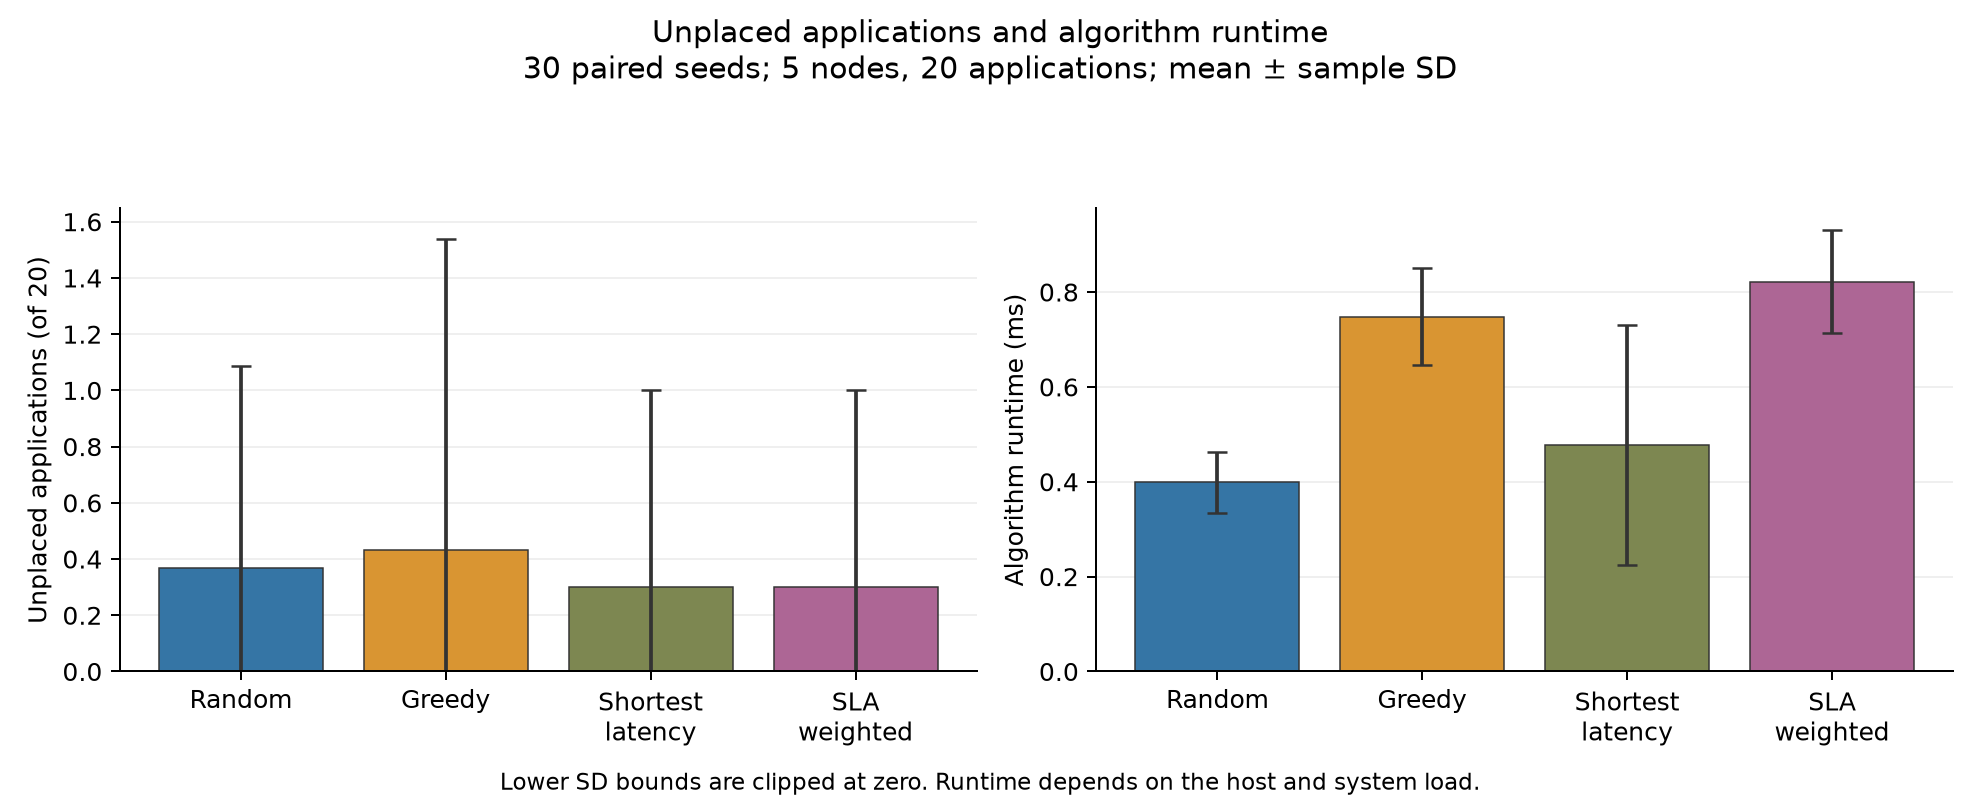 Unplaced applications and algorithm runtime
30 paired seeds; 5 nodes, 20 applications; mean ± sample SD
Unplaced applications (of 20)
1.6
1.4
1.2
1.0
0.8
0.6
0.4
0.2
0.0
Random
Greedy
Shortest
latency
SLA
weighted
Algorithm runtime (ms)
0.8
0.6
0.4
0.2
0.0
Random
Greedy
Shortest
latency
SLA
weighted
Lower SD bounds are clipped at zero. Runtime depends on the host and system load.